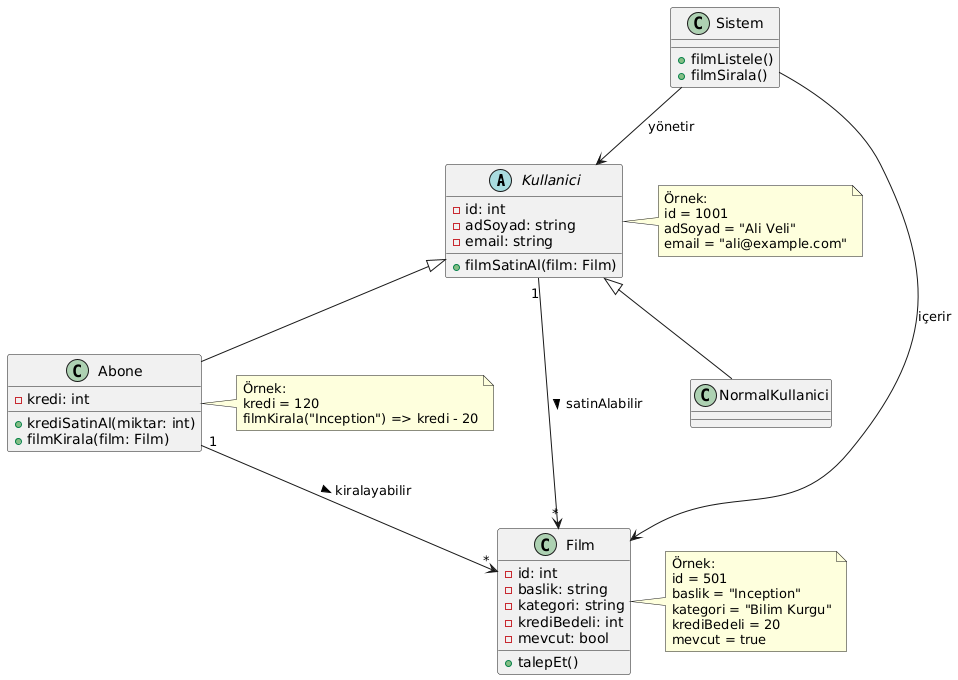 Sistem
filmListele()
filmSirala()
yönetir
Kullanici
id: int
adSoyad: string
email: string
filmSatinAl(film: Film)
Örnek:
id = 1001
adSoyad = "Ali Veli"
email = "ali@example.com"
1
içerir
Abone
kredi: int
krediSatinAl(miktar: int)
filmKirala(film: Film)
Örnek:
kredi = 120
filmKirala("Inception") => kredi - 20
satinAlabilir
NormalKullanici
1
kiralayabilir
*
*
Film
id: int
baslik: string
kategori: string
krediBedeli: int
mevcut: bool
talepEt()
Örnek:
id = 501
baslik = "Inception"
kategori = "Bilim Kurgu"
krediBedeli = 20
mevcut = true